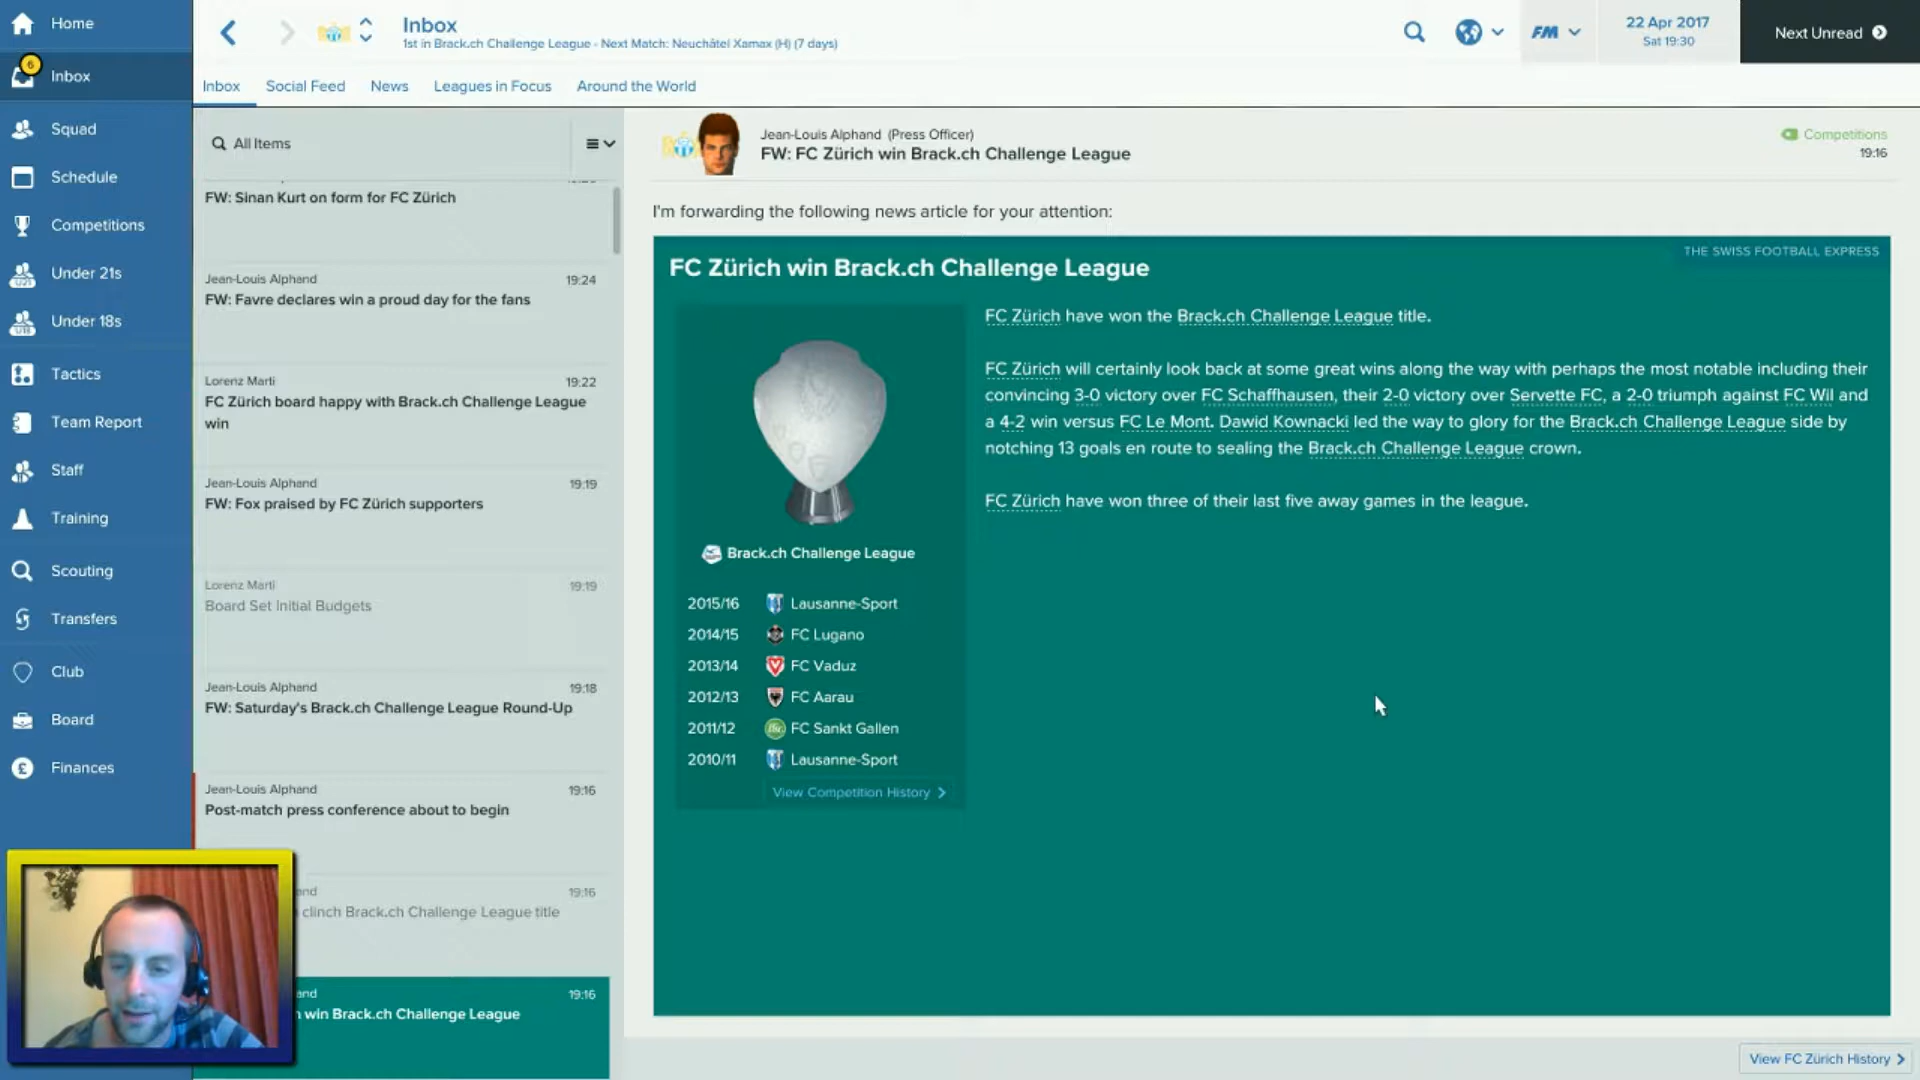 Home
6
Inbox
Squad
Schedule
Competitions
Under 21s
Under 18s
Tactics
Team Report
Staff
Training
Scouting
Transfers
Club
Board
Finances
Inbox
1st in Brack.ch Challenge League - Next Match: Neuchâtel Xamax (H) (7 days)
FM
22 Apr 2017
Sat 19:30
Next Unread
Inbox
Social Feed
News
Leagues in Focus
Around the World
All Items
FW: Sinan Kurt on form for FC Zürich
Jean-Louis Alphand 19:24
FW: Favre declares win a proud day for the fans
Lorenz Marti 19:22
FC Zürich board happy with Brack.ch Challenge League
win
Jean-Louis Alphand 19:19
FW: Fox praised by FC Zürich supporters
Lorenz Marti 19:19
Board Set Initial Budgets
Jean-Louis Alphand 19:18
FW: Saturday's Brack.ch Challenge League Round-Up
Jean-Louis Alphand 19:16
Post-match press conference about to begin
and 19:16
clinch Brack.ch Challenge League title
and 19:16
win Brack.ch Challenge League
Jean-Louis Alphand (Press Officer)
FW: FC Zürich win Brack.ch Challenge League
Competitions
19:16
I'm forwarding the following news article for your attention:
THE SWISS FOOTBALL EXPRESS
FC Zürich win Brack.ch Challenge League
Brack.ch Challenge League
2015/16 Lausanne-Sport
2014/15 FC Lugano
2013/14 FC Vaduz
2012/13 FC Aarau
2011/12 FC Sankt Gallen
2010/11 Lausanne-Sport
View Competition History
FC Zürich have won the Brack.ch Challenge League title.
FC Zürich will certainly look back at some great wins along the way with perhaps the most notable including their
convincing 3-0 victory over FC Schaffhausen, their 2-0 victory over Servette FC, a 2-0 triumph against FC Wil and
a 4-2 win versus FC Le Mont. Dawid Kownacki led the way to glory for the Brack.ch Challenge League side by
notching 13 goals en route to sealing the Brack.ch Challenge League crown.
FC Zürich have won three of their last five away games in the league.
View FC Zürich History